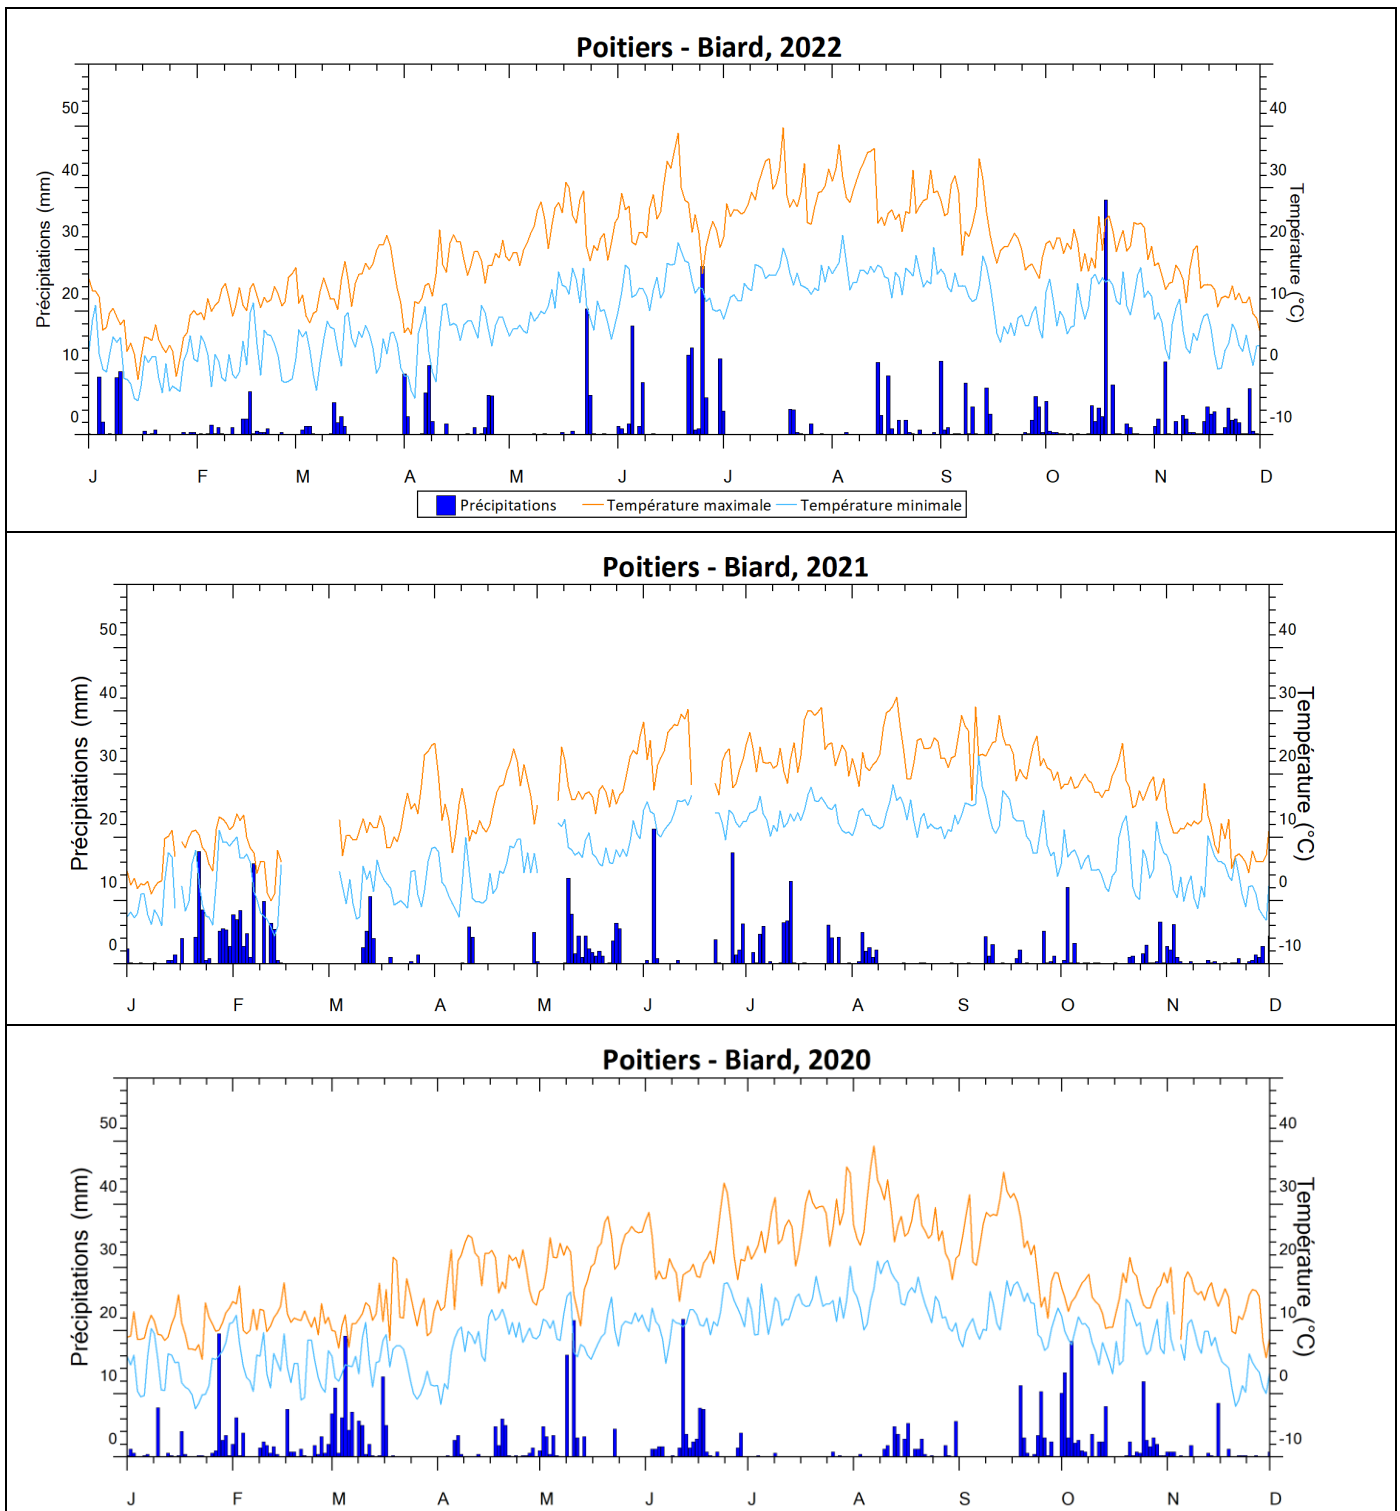 Poitiers - Biard, 2022
Précipitations (mm)
50
40
30
20
10
0
40
30
20
10
0
-10
Température (°C)
J F M A M J J A S O N D
Précipitations Température maximale Température minimale
Poitiers - Biard, 2021
Précipitations (mm)
50
40
30
20
10
0
40
30
20
10
0
-10
Température (°C)
J F M A M J J A S O N D
Poitiers - Biard, 2020
Précipitations (mm)
50
40
30
20
10
0
40
30
20
10
0
-10
Température (°C)
J F M A M J J A S O N D